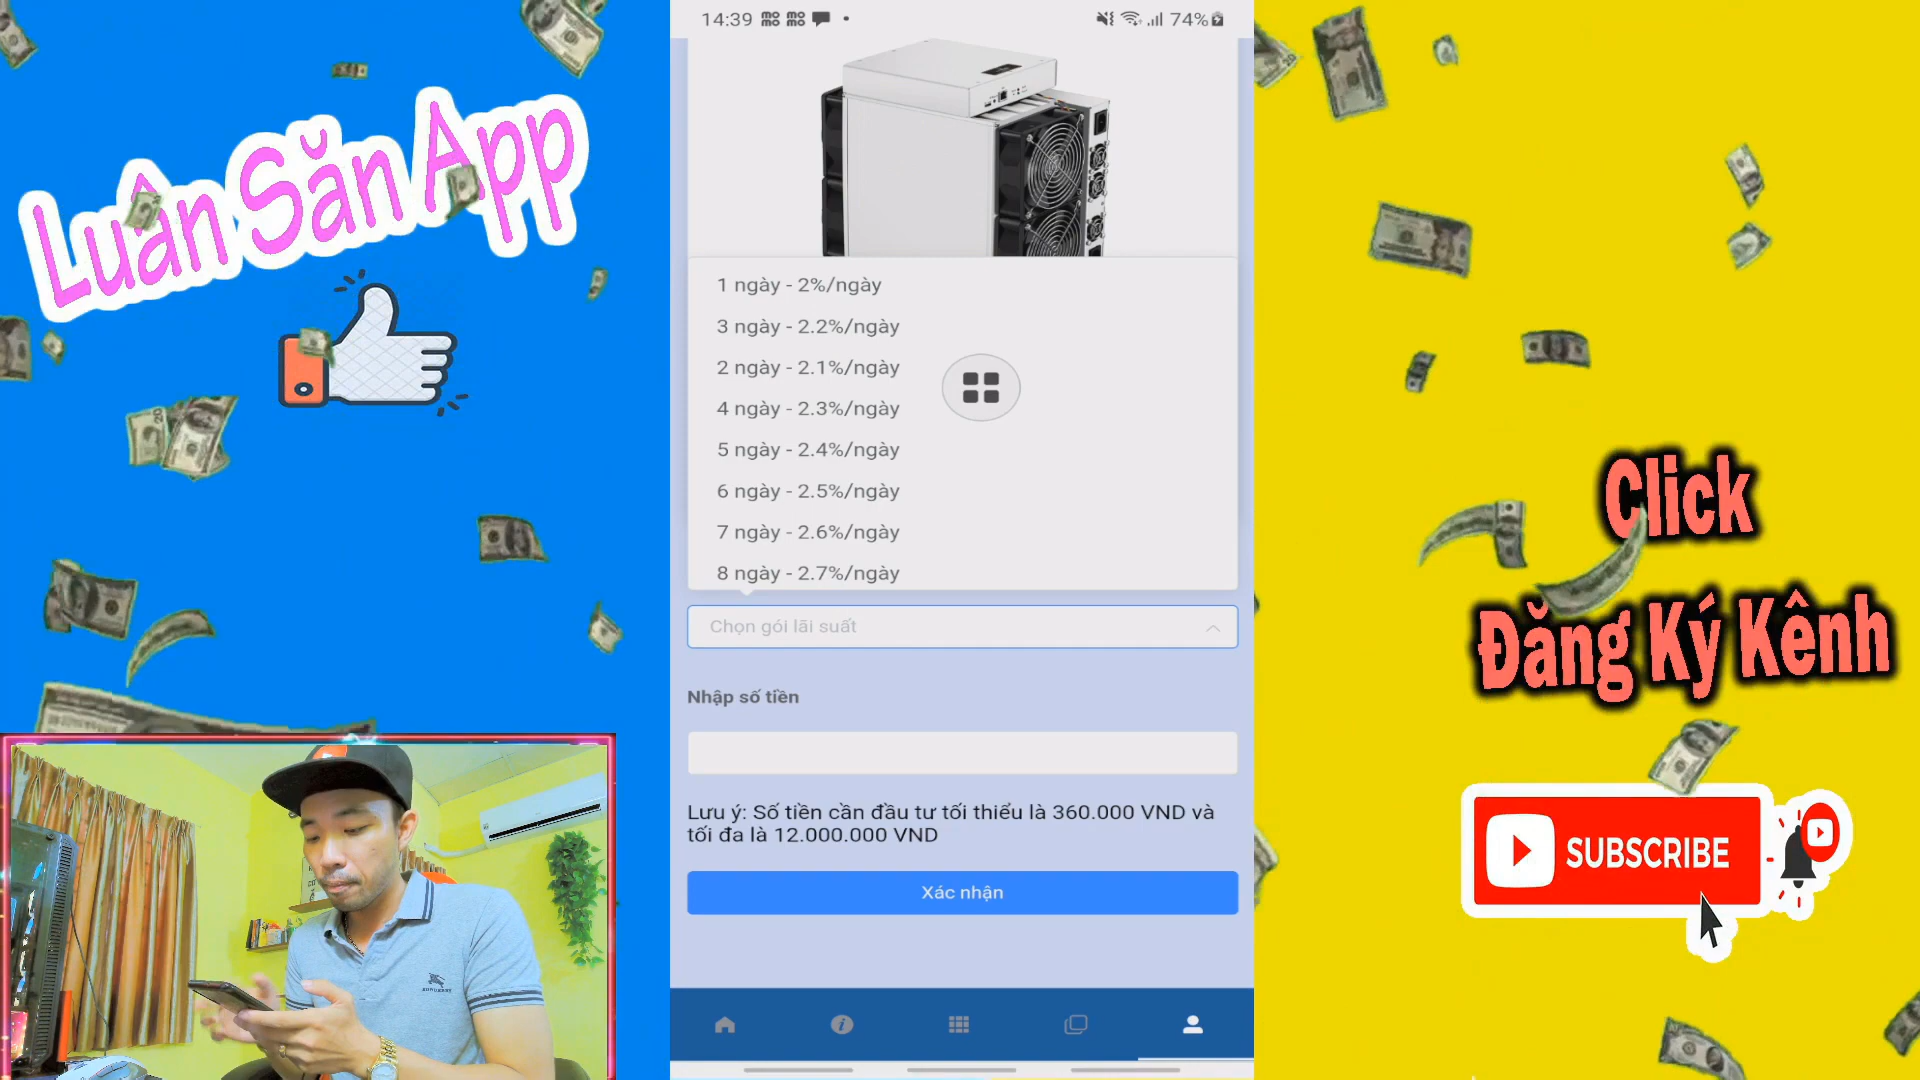 Luân Săn App
14:39
74%
1 ngày - 2%/ngày
3 ngày - 2.2%/ngày
2 ngày - 2.1%/ngày
4 ngày - 2.3%/ngày
5 ngày - 2.4%/ngày
6 ngày - 2.5%/ngày
7 ngày - 2.6%/ngày
8 ngày - 2.7%/ngày
Chọn gói lãi suất
Nhập số tiền
Lưu ý: Số tiền cần đầu tư tối thiểu là 360.000 VND và
tối đa là 12.000.000 VND
Xác nhận
Click
Đăng Ký Kênh
SUBSCRIBE